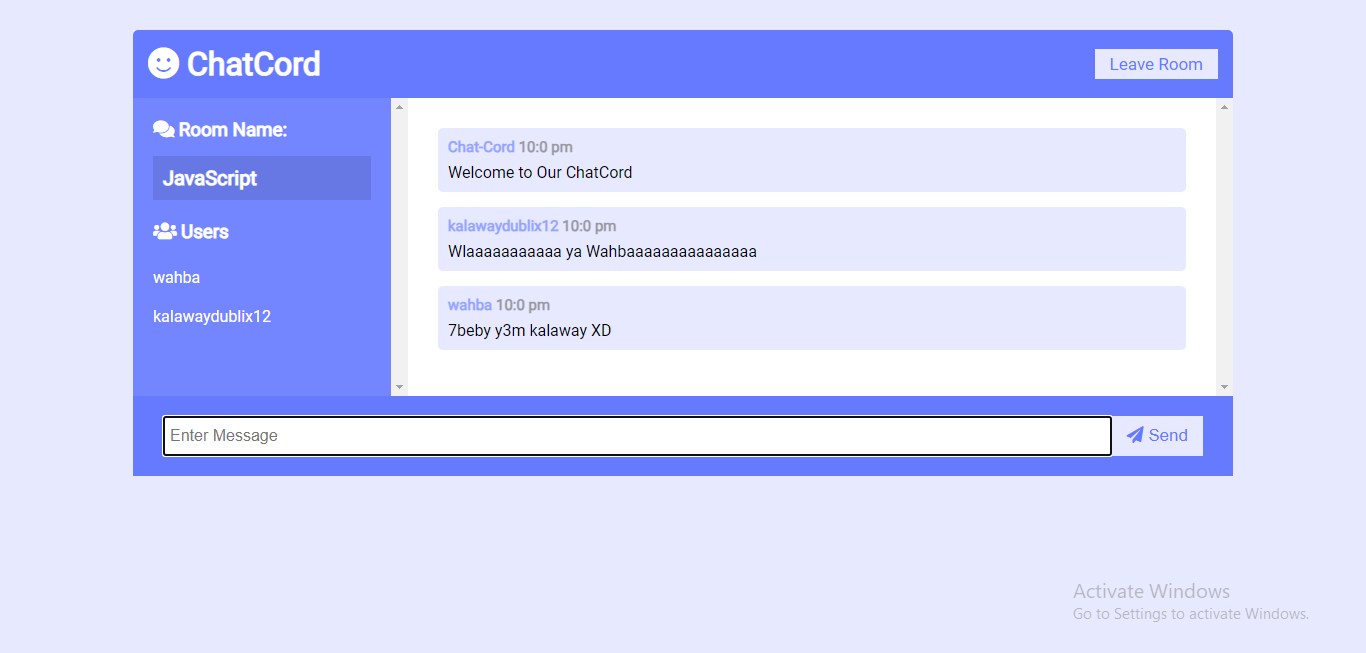 ChatCord
Leave Room
Room Name:
JavaScript
Users
wahba
kalawaydublix12
Chat-Cord 10:0 pm
Welcome to Our ChatCord
kalawaydublix12 10:0 pm
Wlaaaaaaaaaaa ya Wahbaaaaaaaaaaaaaaa
wahba 10:0 pm
7beby y3m kalaway XD
Enter Message
Send
Activate Windows
Go to Settings to activate Windows.